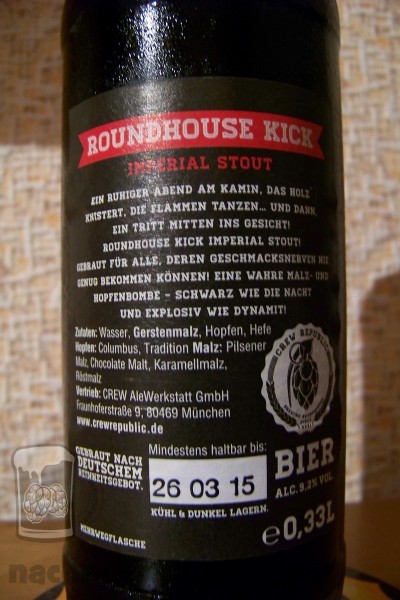 ROUNDHOUSE KICK
IMPERIAL STOUT
EIN RUHIGER ABEND AM KAMIN, DAS HOLZ
KNISTERT, DIE FLAMMEN TANZEN... UND DANN,
EIN TRITT MITTEN INS GESICHT!
ROUNDHOUSE KICK IMPERIAL STOUT!
GEBRAUT FÜR ALLE, DEREN GESCHMACKSNERVEN NIE
GENUG BEKOMMEN KÖNNEN! EINE WAHRE MALZ- UND
HOPFENBOMBE – SCHWARZ WIE DIE NACHT
UND EXPLOSIV WIE DYNAMIT!
Zutaten: Wasser, Gerstenmalz, Hopfen, Hefe
Hopfen: Columbus, Tradition Malz: Pilsener
Malz, Chocolate Malt, Karamellmalz,
Röstmalz
Vertrieb: CREW AleWerkstatt GmbH
Fraunhoferstraße 9, 80469 München
www.crewrepublic.de
CREW REPUBLIC
GEBRAUT NACH
DEUTSCHEM
REINHEITSGEBOT.
Mindestens haltbar bis:
26 03 15
KÜHL & DUNKEL LAGERN.
BIER
ALC. 9,2% VOL.
e 0,33L
MEHRWEGFLASCHE